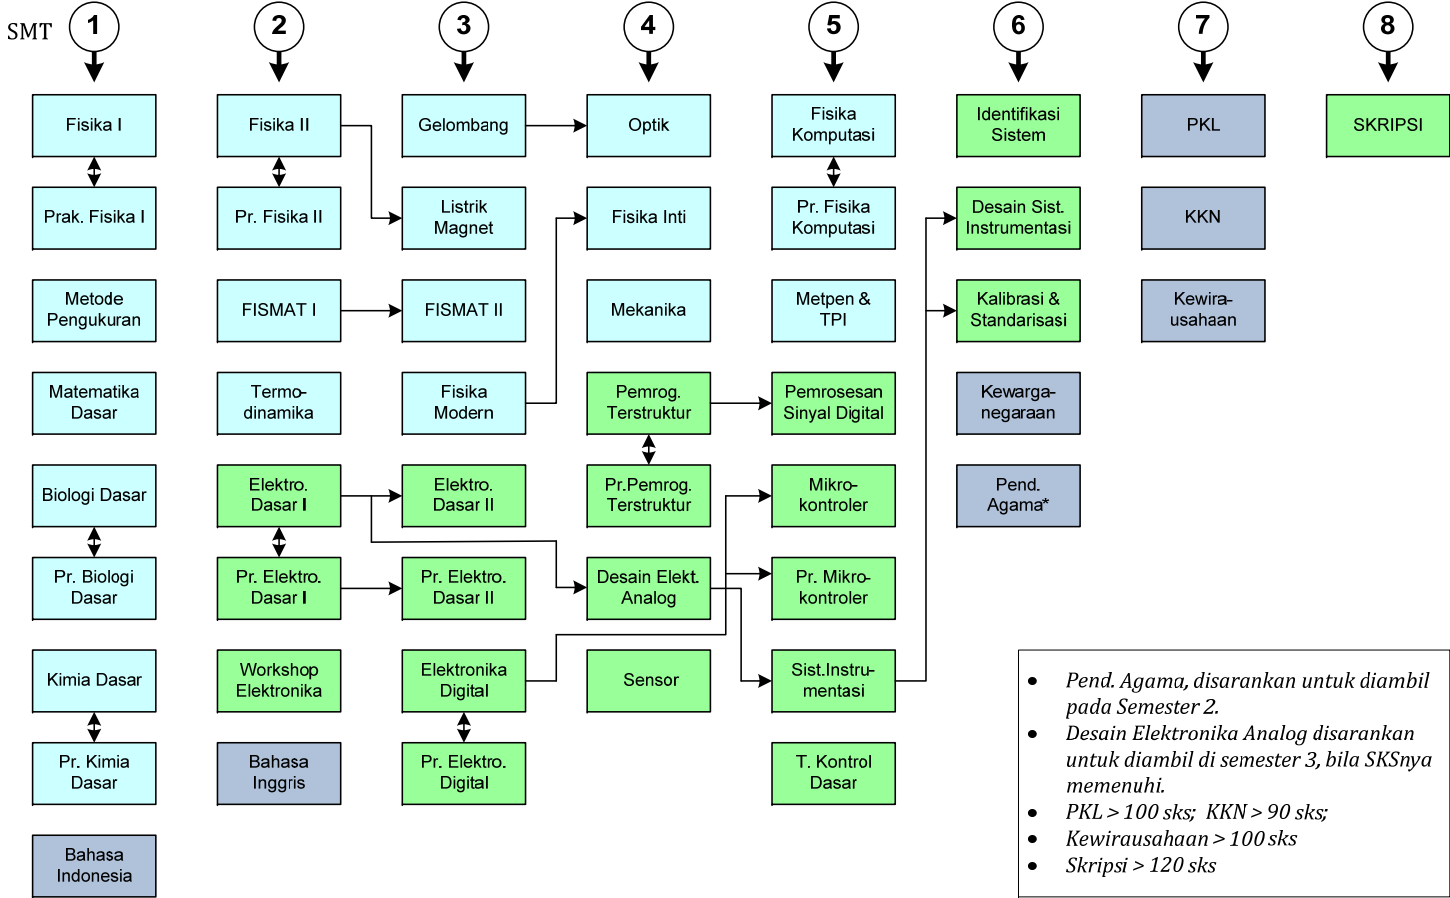 SMT
1
2
3
4
5
6
7
8
Fisika I
Prak. Fisika I
Metode
Pengukuran
Matematika
Dasar
Biologi Dasar
Pr. Biologi
Dasar
Kimia Dasar
Pr. Kimia
Dasar
Bahasa
Indonesia
Fisika II
Pr. Fisika II
FISMAT I
Termo-
dinamika
Elektro.
Dasar I
Pr. Elektro.
Dasar I
Workshop
Elektronika
Bahasa
Inggris
Gelombang
Listrik
Magnet
FISMAT II
Fisika
Modern
Elektro.
Dasar II
Pr. Elektro.
Dasar II
Elektronika
Digital
Pr. Elektro.
Digital
Optik
Fisika Inti
Mekanika
Pemrog.
Terstruktur
Pr.Pemrog.
Terstruktur
Desain Elekt.
Analog
Sensor
Fisika
Komputasi
Pr. Fisika
Komputasi
Metpen &
TPI
Pemrosesan
Sinyal Digital
Mikro-
kontroler
Pr. Mikro-
kontroler
Sist.Instru-
mentasi
T. Kontrol
Dasar
Identifikasi
Sistem
Desain Sist.
Instrumentasi
Kalibrasi &
Standarisasi
Kewarga-
negaraan
Pend.
Agama*
PKL
KKN
Kewira-
usahaan
SKRIPSI
• Pend. Agama, disarankan untuk diambil
pada Semester 2.
• Desain Elektronika Analog disarankan
untuk diambil di semester 3, bila SKSnya
memenuhi.
• PKL > 100 sks; KKN > 90 sks;
• Kewirausahaan > 100 sks
• Skripsi > 120 sks